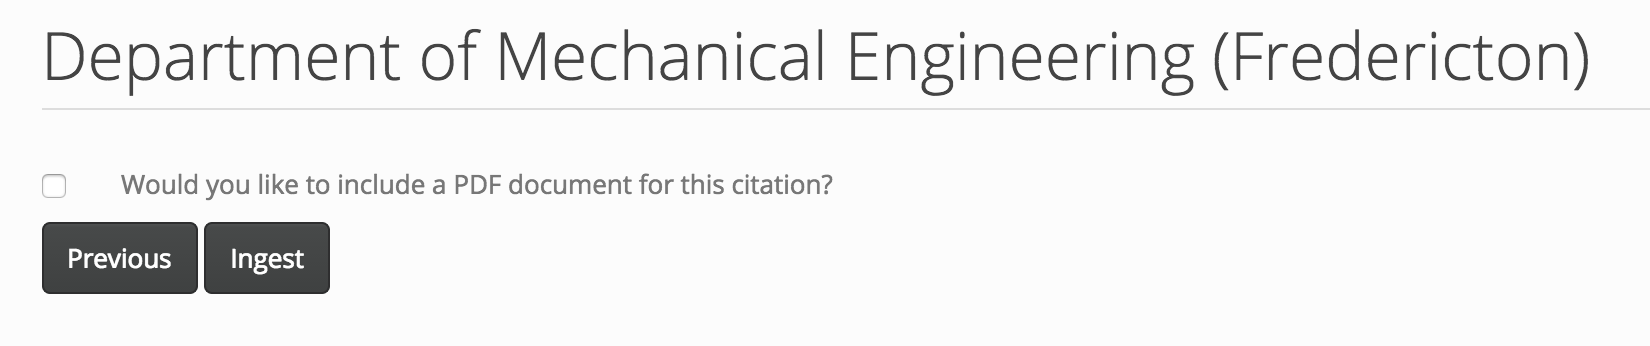 Department of Mechanical Engineering (Fredericton)
Would you like to include a PDF document for this citation?
Previous
Ingest